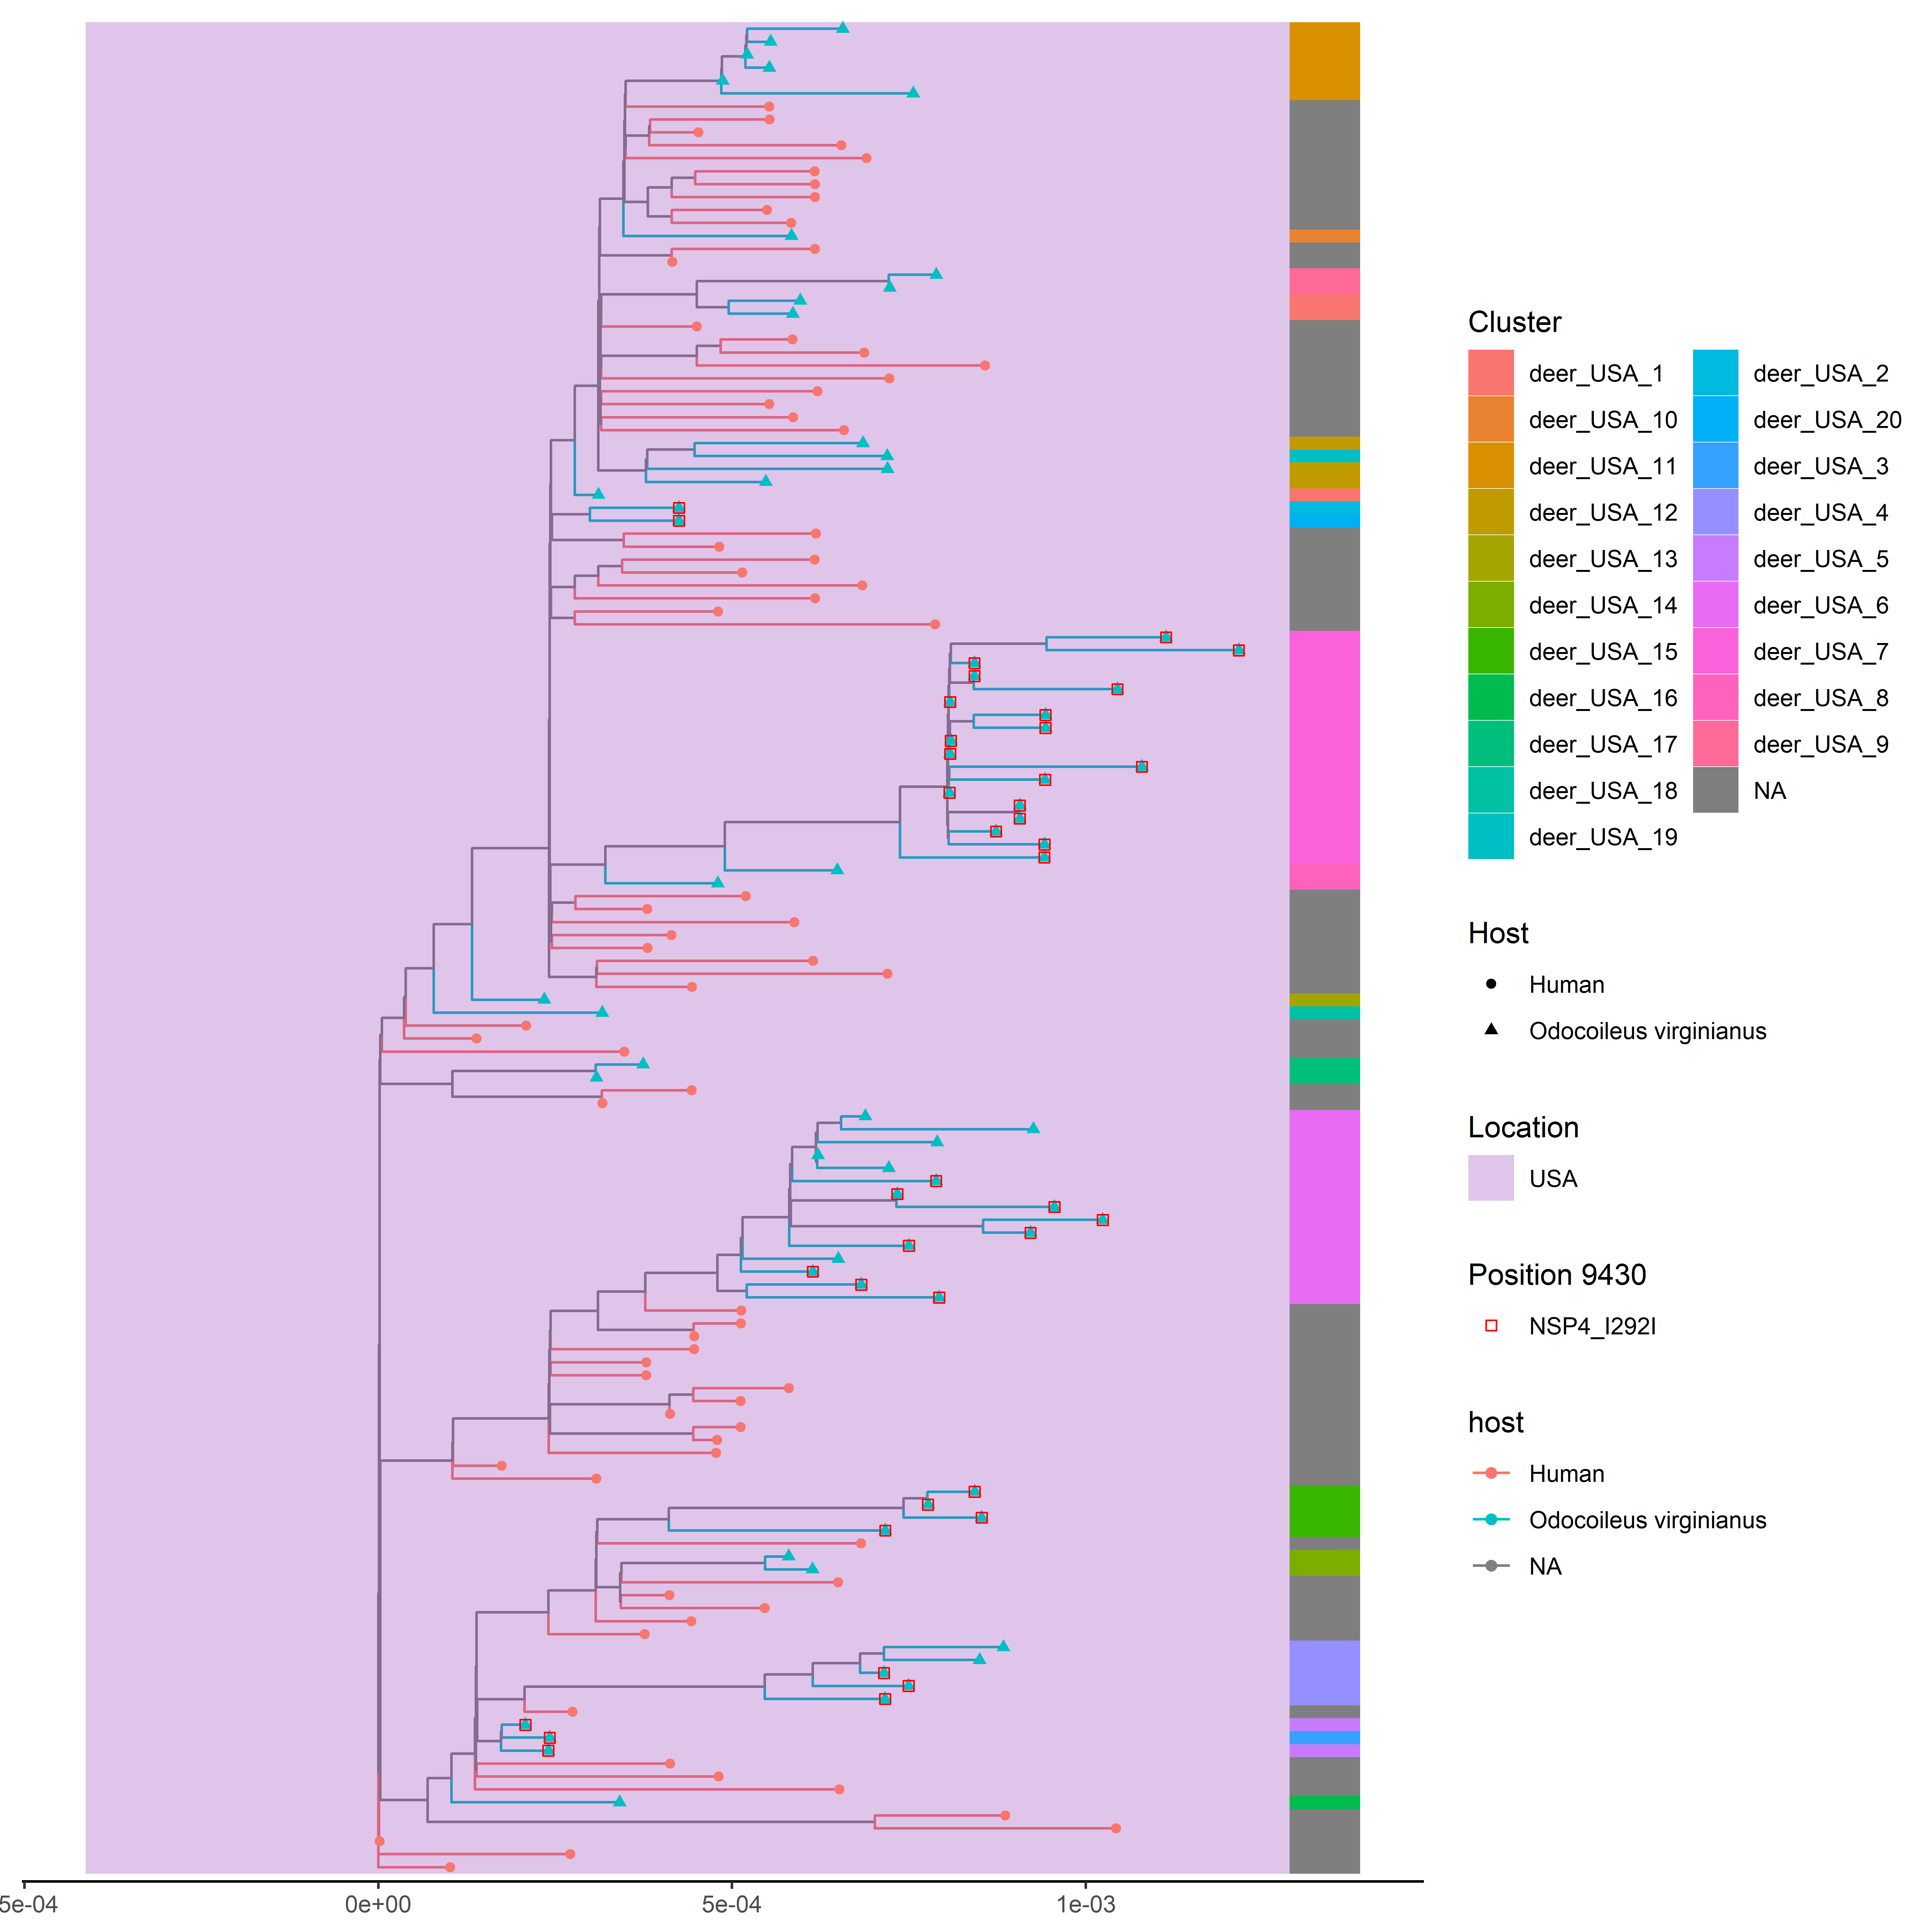 Cluster
deer_USA_1 deer_USA_2
deer_USA_10 deer_USA_20
deer_USA_11 deer_USA_3
deer_USA_12 deer_USA_4
deer_USA_13 deer_USA_5
deer_USA_14 deer_USA_6
deer_USA_15 deer_USA_7
deer_USA_16 deer_USA_8
deer_USA_17 deer_USA_9
deer_USA_18 NA
deer_USA_19
Host
Human
Odocoileus virginianus
Location
USA
Position 9430
NSP4_I292I
host
Human
Odocoileus virginianus
NA
5e-04 0e+00 5e-04 1e-03